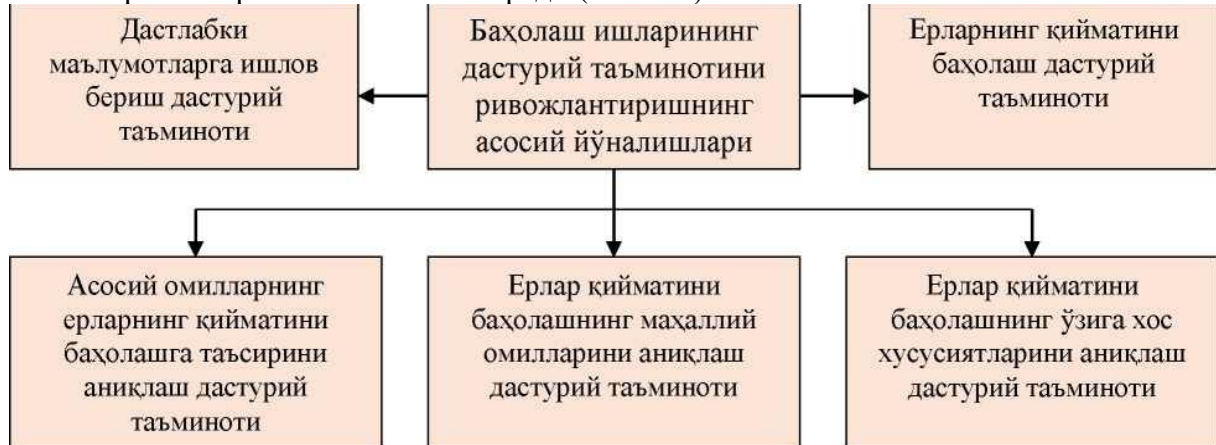 Дастлабки
маълумотларга ишлов
бериш дастурий
таъминоти
Баҳолаш ишларининг
дастурий таъминотини
ривожлантиришнинг
асосий йўналишлари
Ерларнинг қийматини
баҳолаш дастурий
таъминоти
Асосий омилларнинг
ерларнинг қийматини
баҳолашга таъсирини
аниқлаш дастурий
таъминоти
Ерлар қийматини
баҳолашнинг маҳаллий
омилларини аниқлаш
дастурий таъминоти
Ерлар қийматини
баҳолашнинг ўзига хос
хусусиятларини аниқлаш
дастурий таъминоти